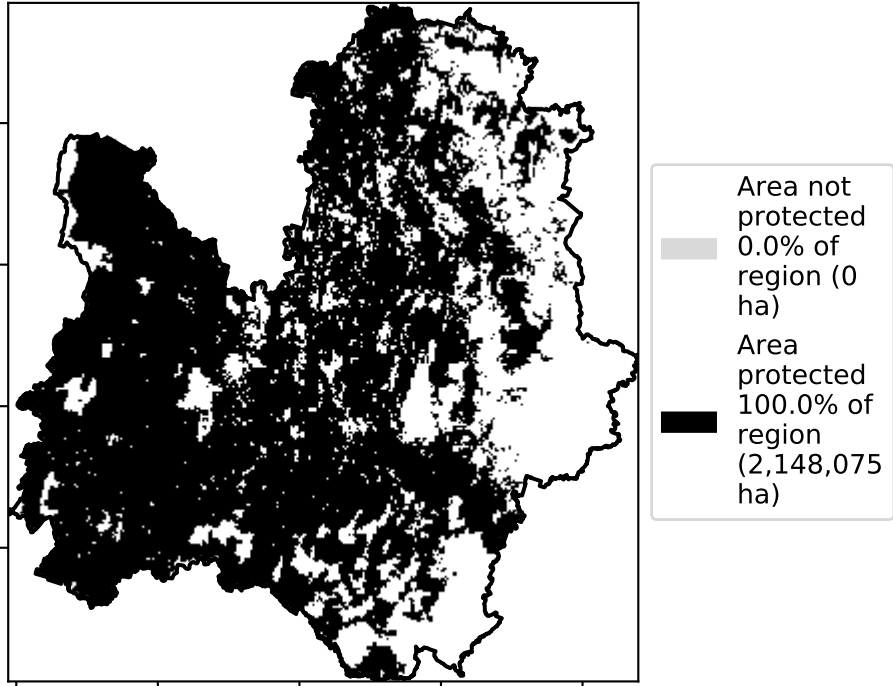 Area not
protected
0.0% of
region (0
ha)
Area
protected
100.0% of
region
(2,148,075
ha)